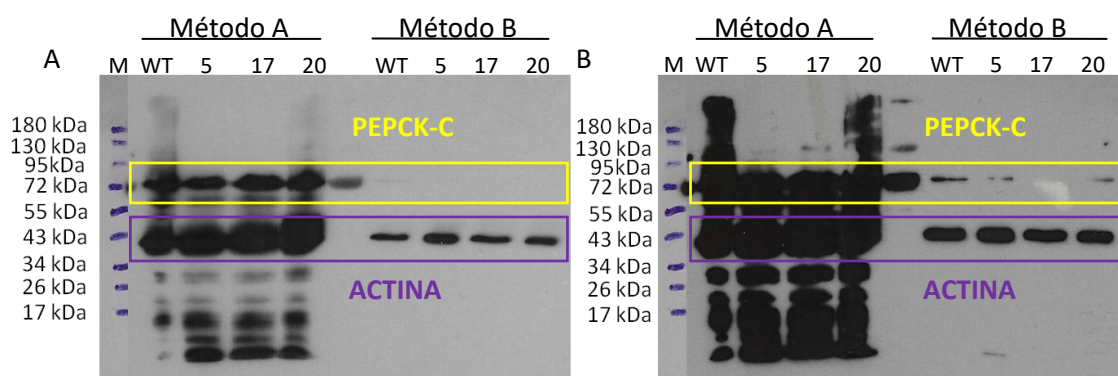 Método A Método B
A M WT 5 17 20 WT 5 17 20
180 kDa
130 kDa
95kDa
72 kDa
55 kDa
43 kDa
34 kDa
26 kDa
17 kDa
PEPCK-C
ACTINA
Método A Método B
B M WT 5 17 20 WT 5 17 20
180 kDa
130 kDa
95kDa
72 kDa
55 kDa
43 kDa
34 kDa
26 kDa
17 kDa
PEPCK-C
ACTINA